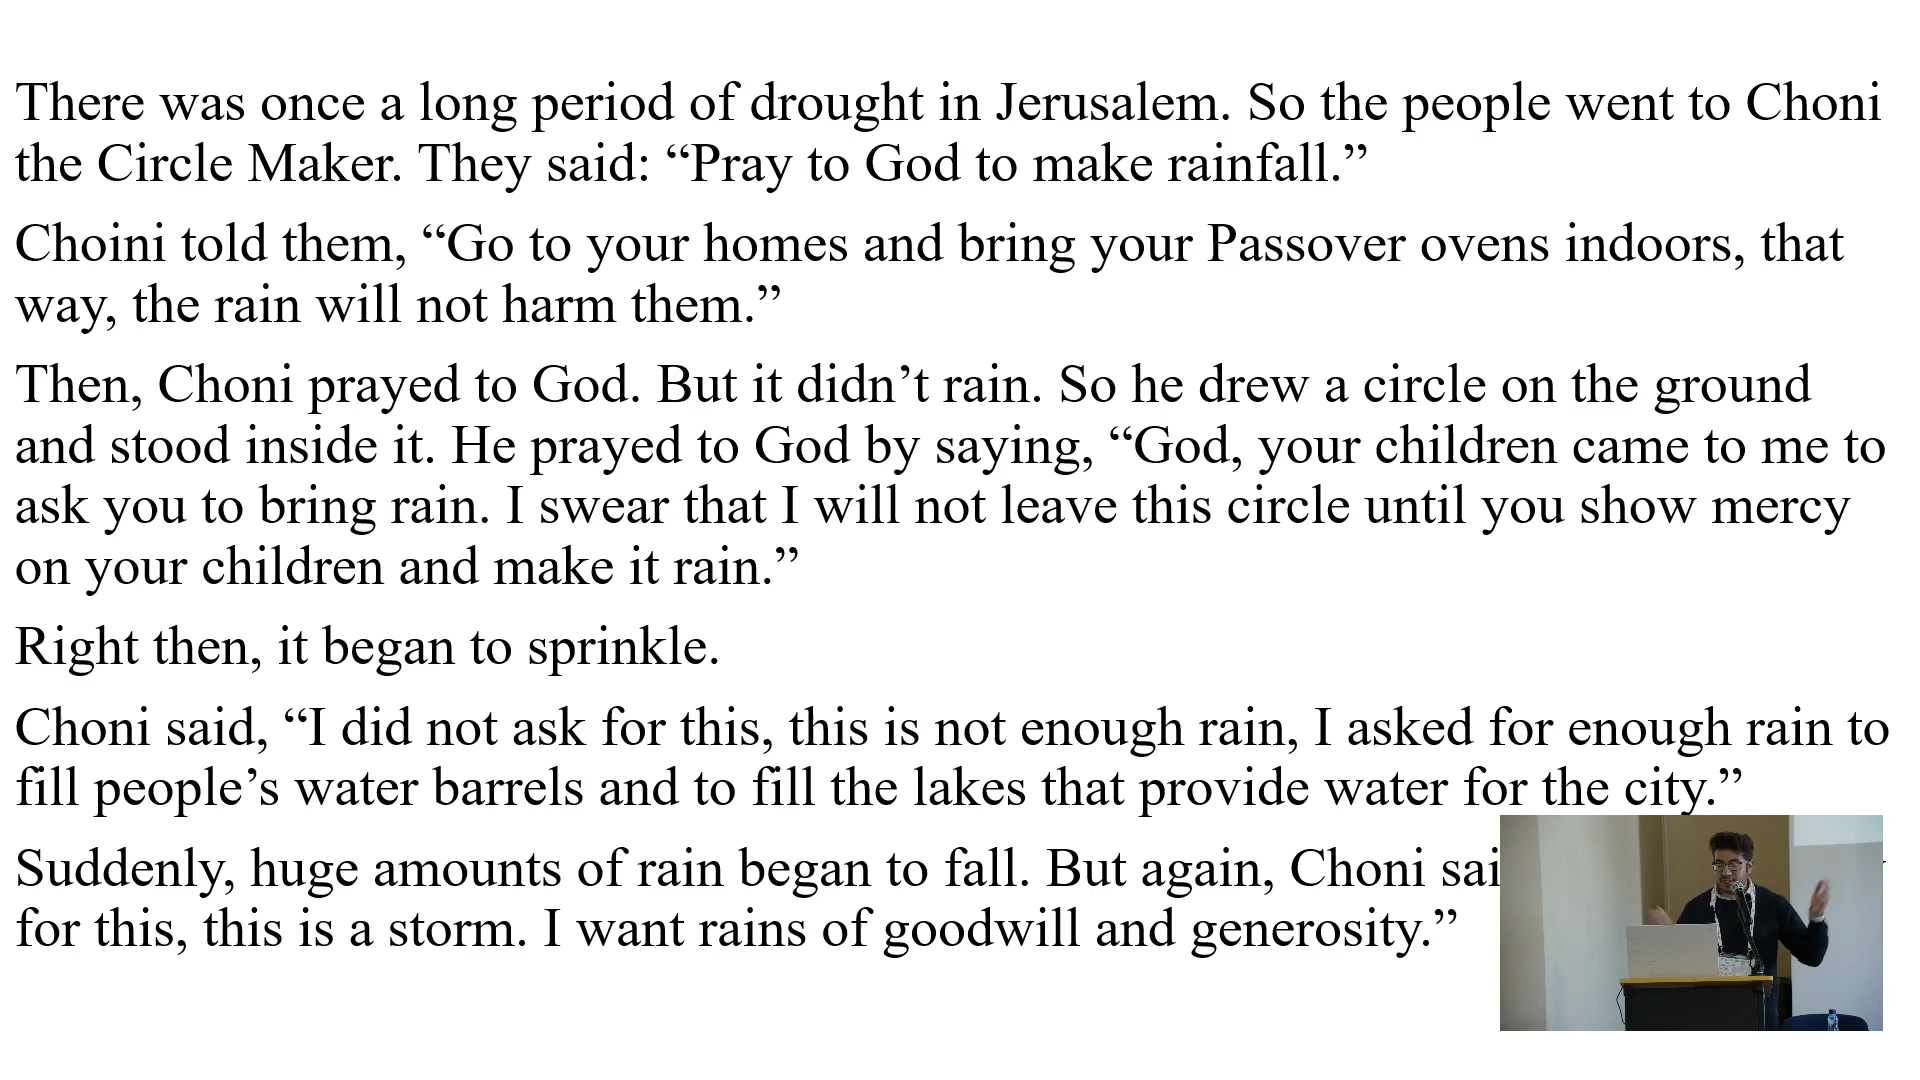 There was once a long period of drought in Jerusalem. So the people went to Choni
the Circle Maker. They said: “Pray to God to make rainfall.”
Choini told them, “Go to your homes and bring your Passover ovens indoors, that
way, the rain will not harm them.”
Then, Choni prayed to God. But it didn’t rain. So he drew a circle on the ground
and stood inside it. He prayed to God by saying, “God, your children came to me to
ask you to bring rain. I swear that I will not leave this circle until you show mercy
on your children and make it rain.”
Right then, it began to sprinkle.
Choni said, “I did not ask for this, this is not enough rain, I asked for enough rain to
fill people’s water barrels and to fill the lakes that provide water for the city.”
Suddenly, huge amounts of rain began to fall. But again, Choni sai
for this, this is a storm. I want rains of goodwill and generosity.”